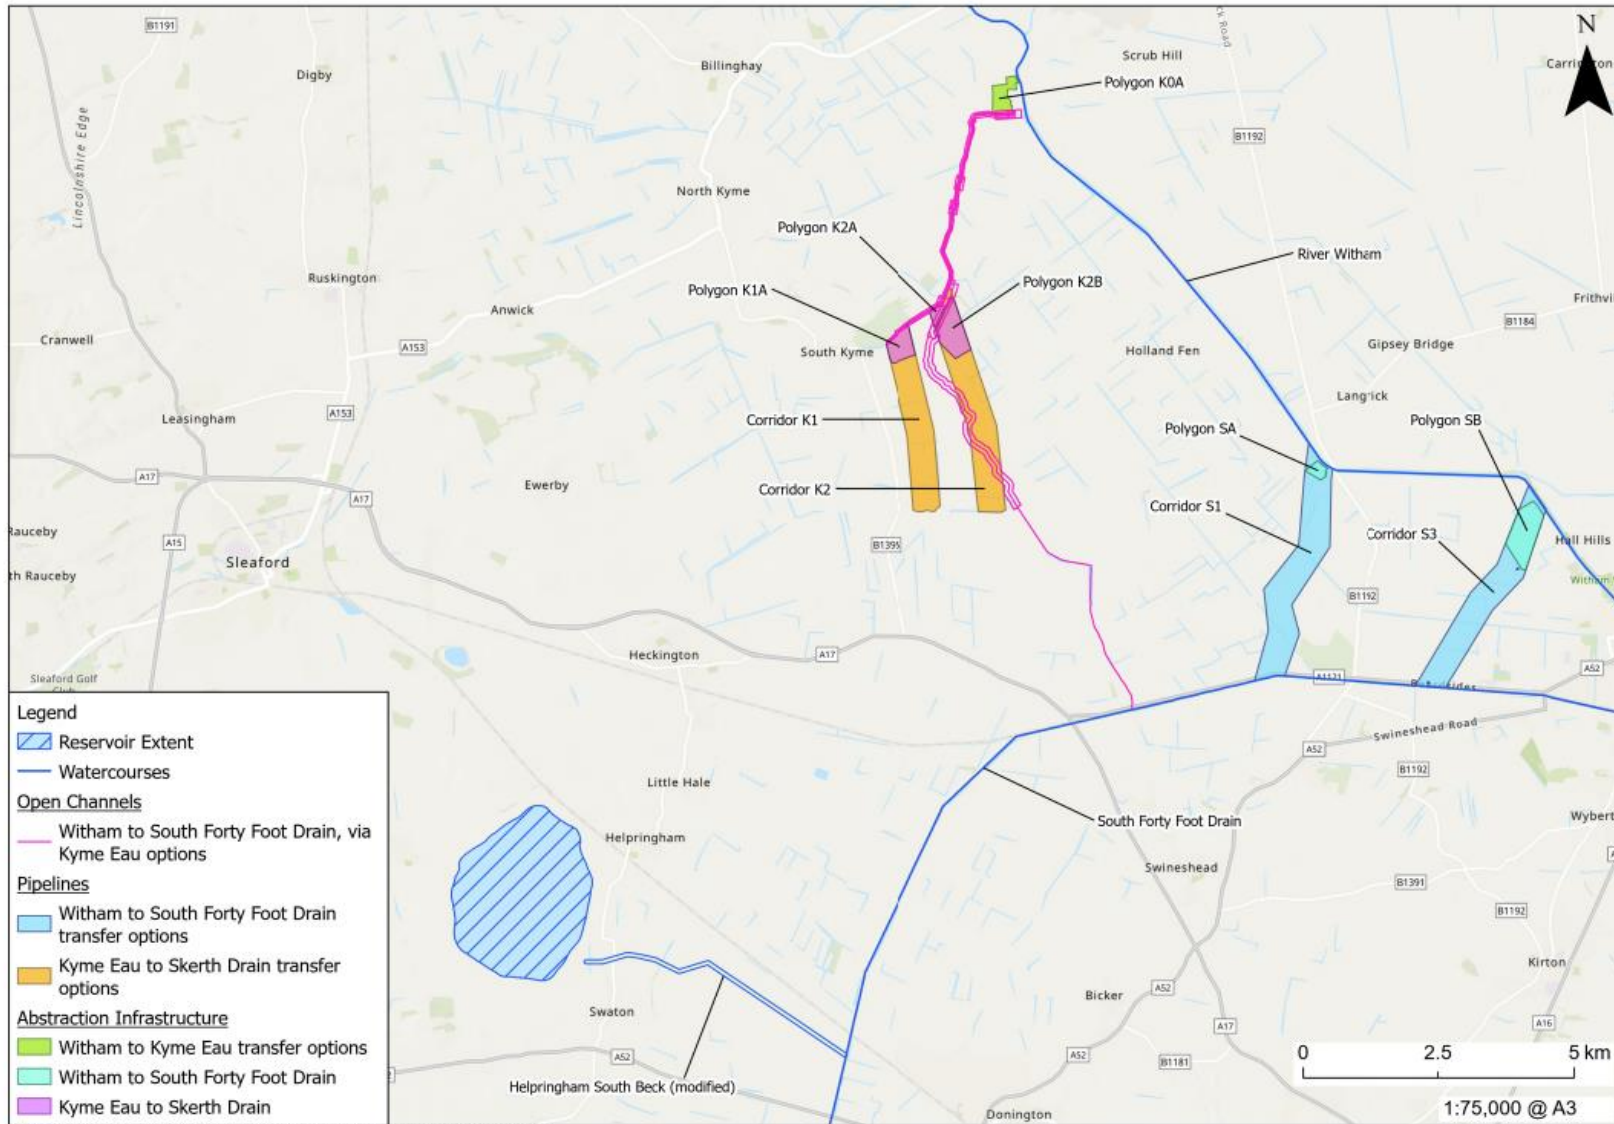 B1191
Digby
Billinghay
Scrub Hill
N
Polygon K0A
Lincolnshire Edge
B1192
North Kyme
Polygon K2A
River Witham
Ruskington
Polygon K1A
Polygon K2B
Anwick
Cranwell
A153
South Kyme
Holland Fen
B1184
Gipsey Bridge
Leasingham
A153
Corridor K1
Polygon SA
Polygon SB
A17
Ewerby
Corridor K2
A17
Corridor S1
Rauceby
A15
B1395
Corridor S3
Hall Hills
Sleaford
th Rauceby
B1192
Heckington
A17
A52
Sleaford Golf
A1121
Swineshead Road
A52
Legend
Reservoir Extent
Watercourses
Open Channels
Witham to South Forty Foot Drain, via
Kyme Eau options
Pipelines
Witham to South Forty Foot Drain
transfer options
Kyme Eau to Skerth Drain transfer
options
Abstraction Infrastructure
Witham to Kyme Eau transfer options
Witham to South Forty Foot Drain
Kyme Eau to Skerth Drain
Little Hale
B1192
South Forty Foot Drain
Helpringham
Swineshead
B1391
B1192
Kirton
Swaton
Bicker
A52
A17
A16
A52
A52
B1181
Helpringham South Beck (modified)
Donington
0 2.5 5 km
1:75,000 @ A3